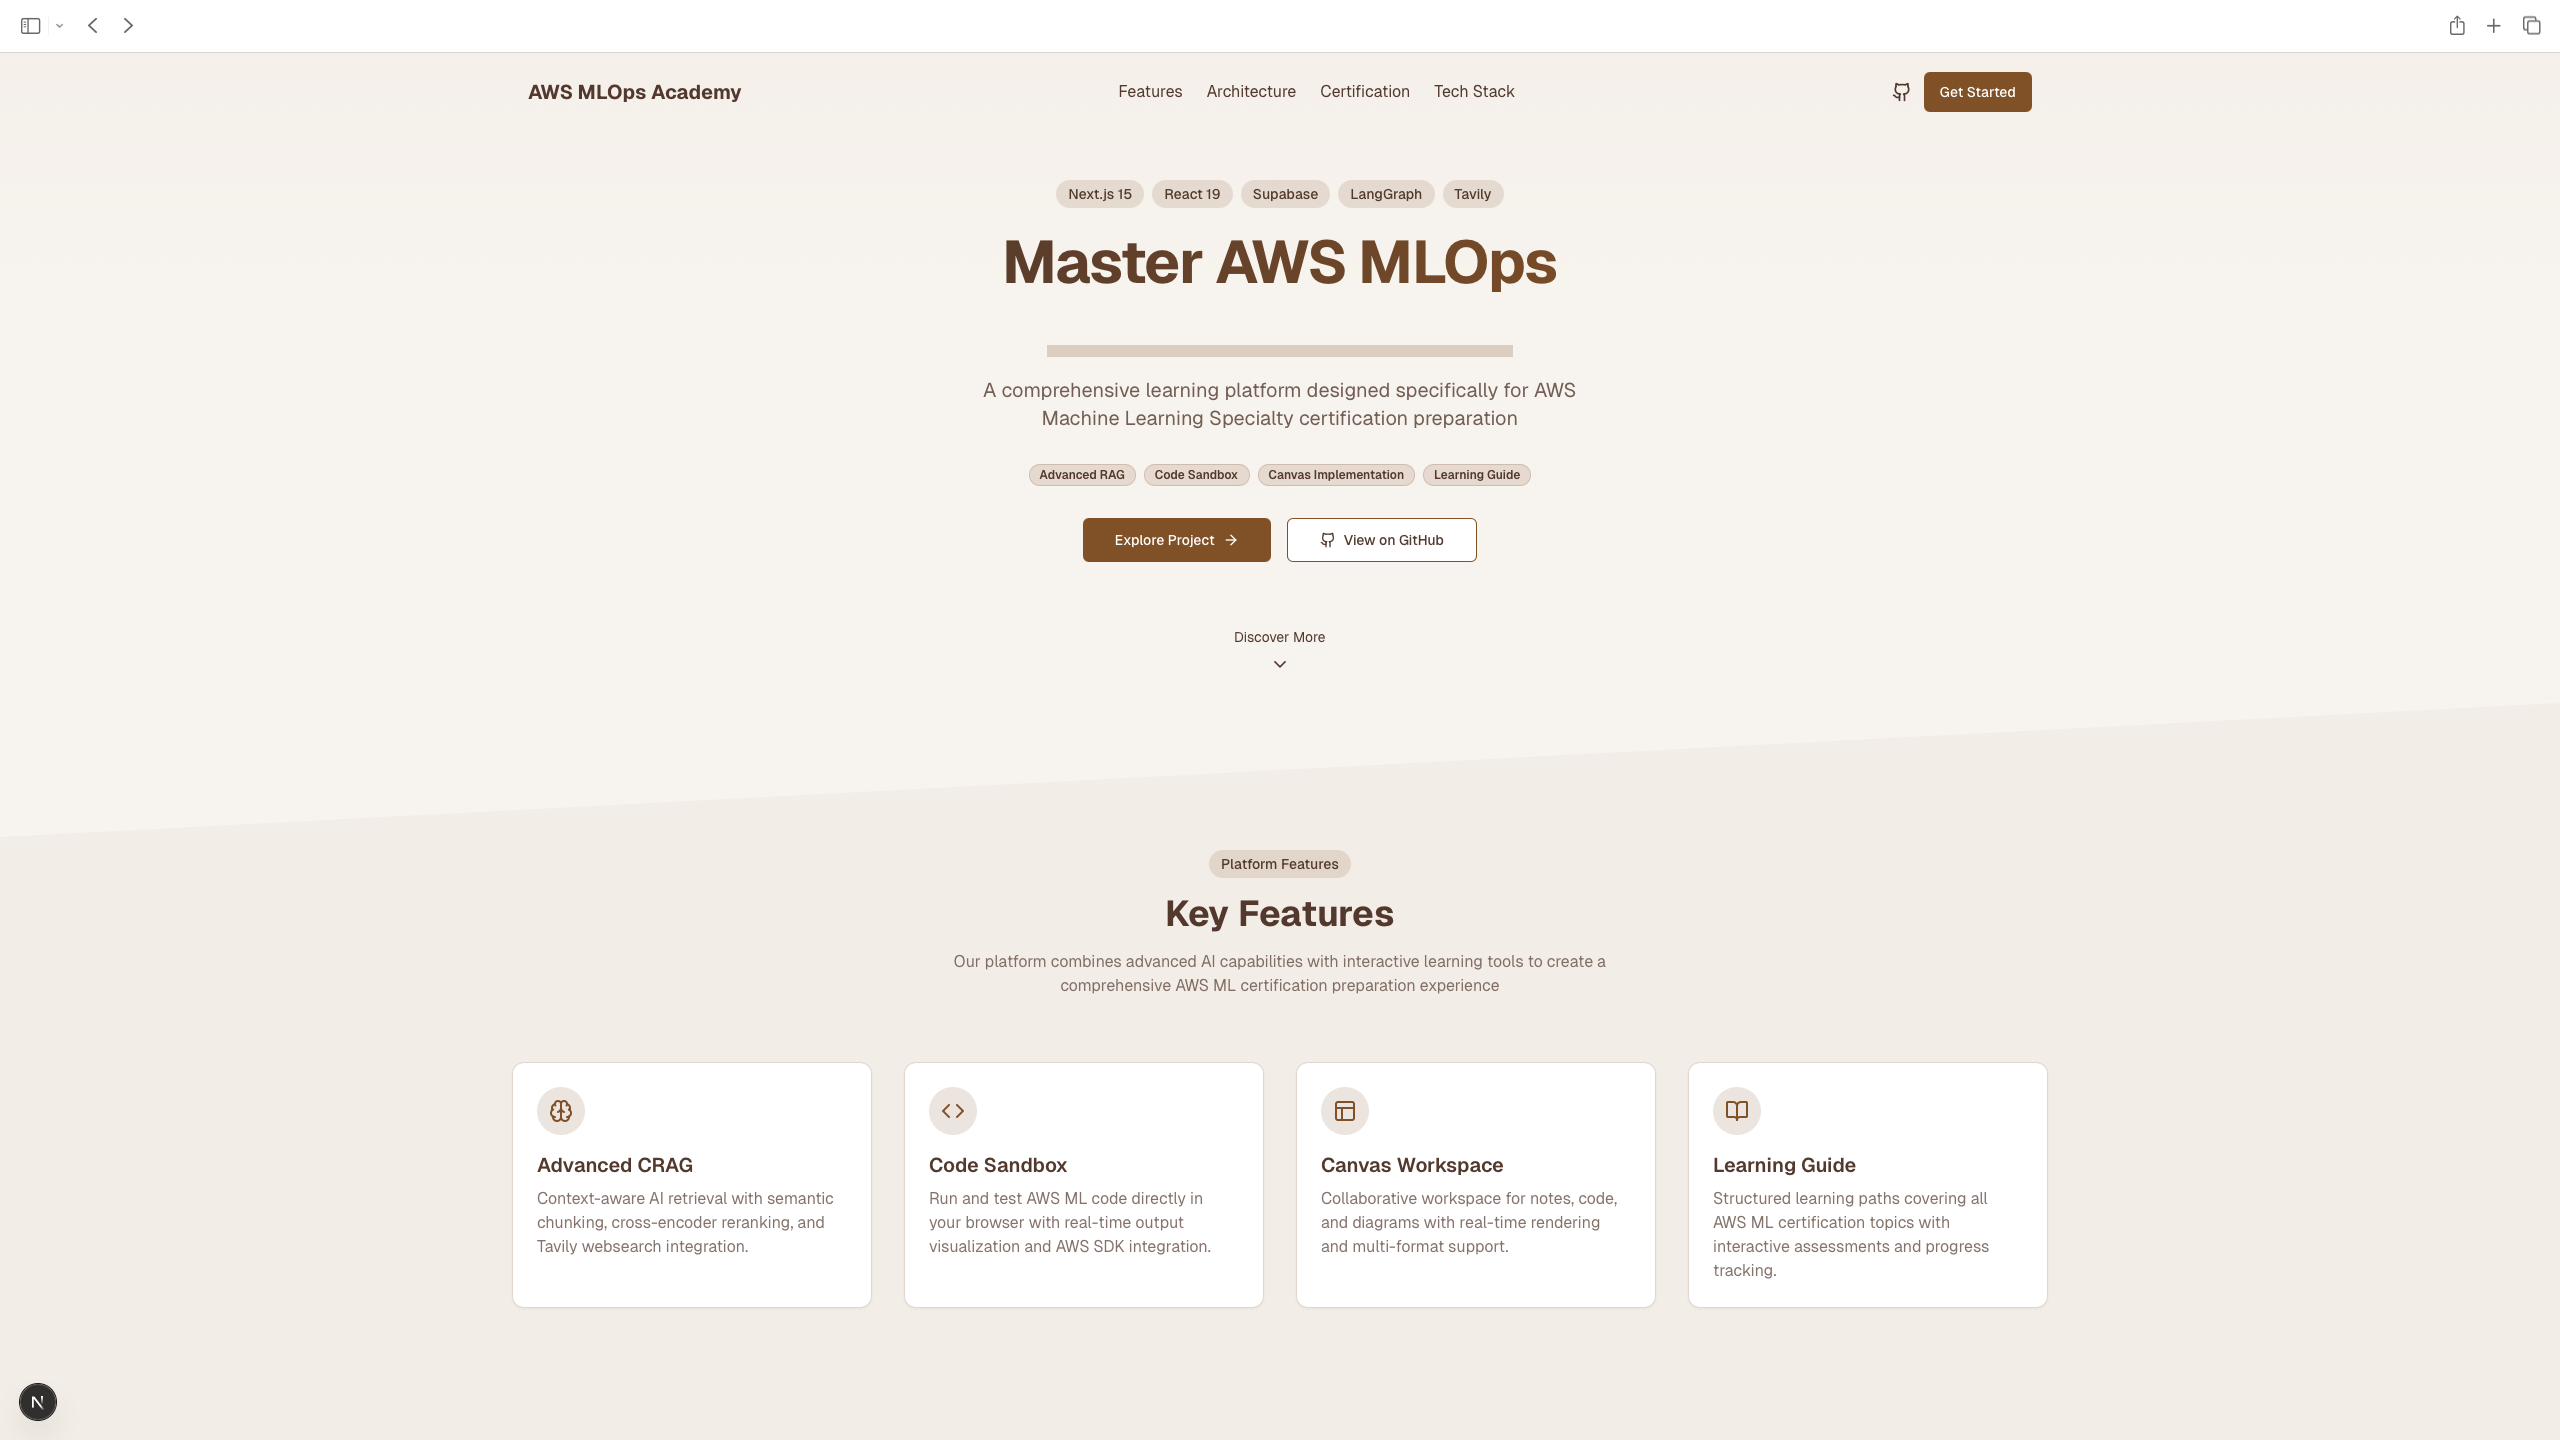 AWS MLOps Academy
Features
Architecture
Certification
Tech Stack
Get Started
Next.js 15
React 19
Supabase
LangGraph
Tavily
Master AWS MLOps
A comprehensive learning platform designed specifically for AWS
Machine Learning Specialty certification preparation
Advanced RAG
Code Sandbox
Canvas Implementation
Learning Guide
Explore Project
View on GitHub
Discover More
Platform Features
Key Features
Our platform combines advanced AI capabilities with interactive learning tools to create a
comprehensive AWS ML certification preparation experience
Advanced CRAG
Context-aware AI retrieval with semantic
chunking, cross-encoder reranking, and
Tavily websearch integration.
Code Sandbox
Run and test AWS ML code directly in
your browser with real-time output
visualization and AWS SDK integration.
Canvas Workspace
Collaborative workspace for notes, code,
and diagrams with real-time rendering
and multi-format support.
Learning Guide
Structured learning paths covering all
AWS ML certification topics with
interactive assessments and progress
tracking.
N